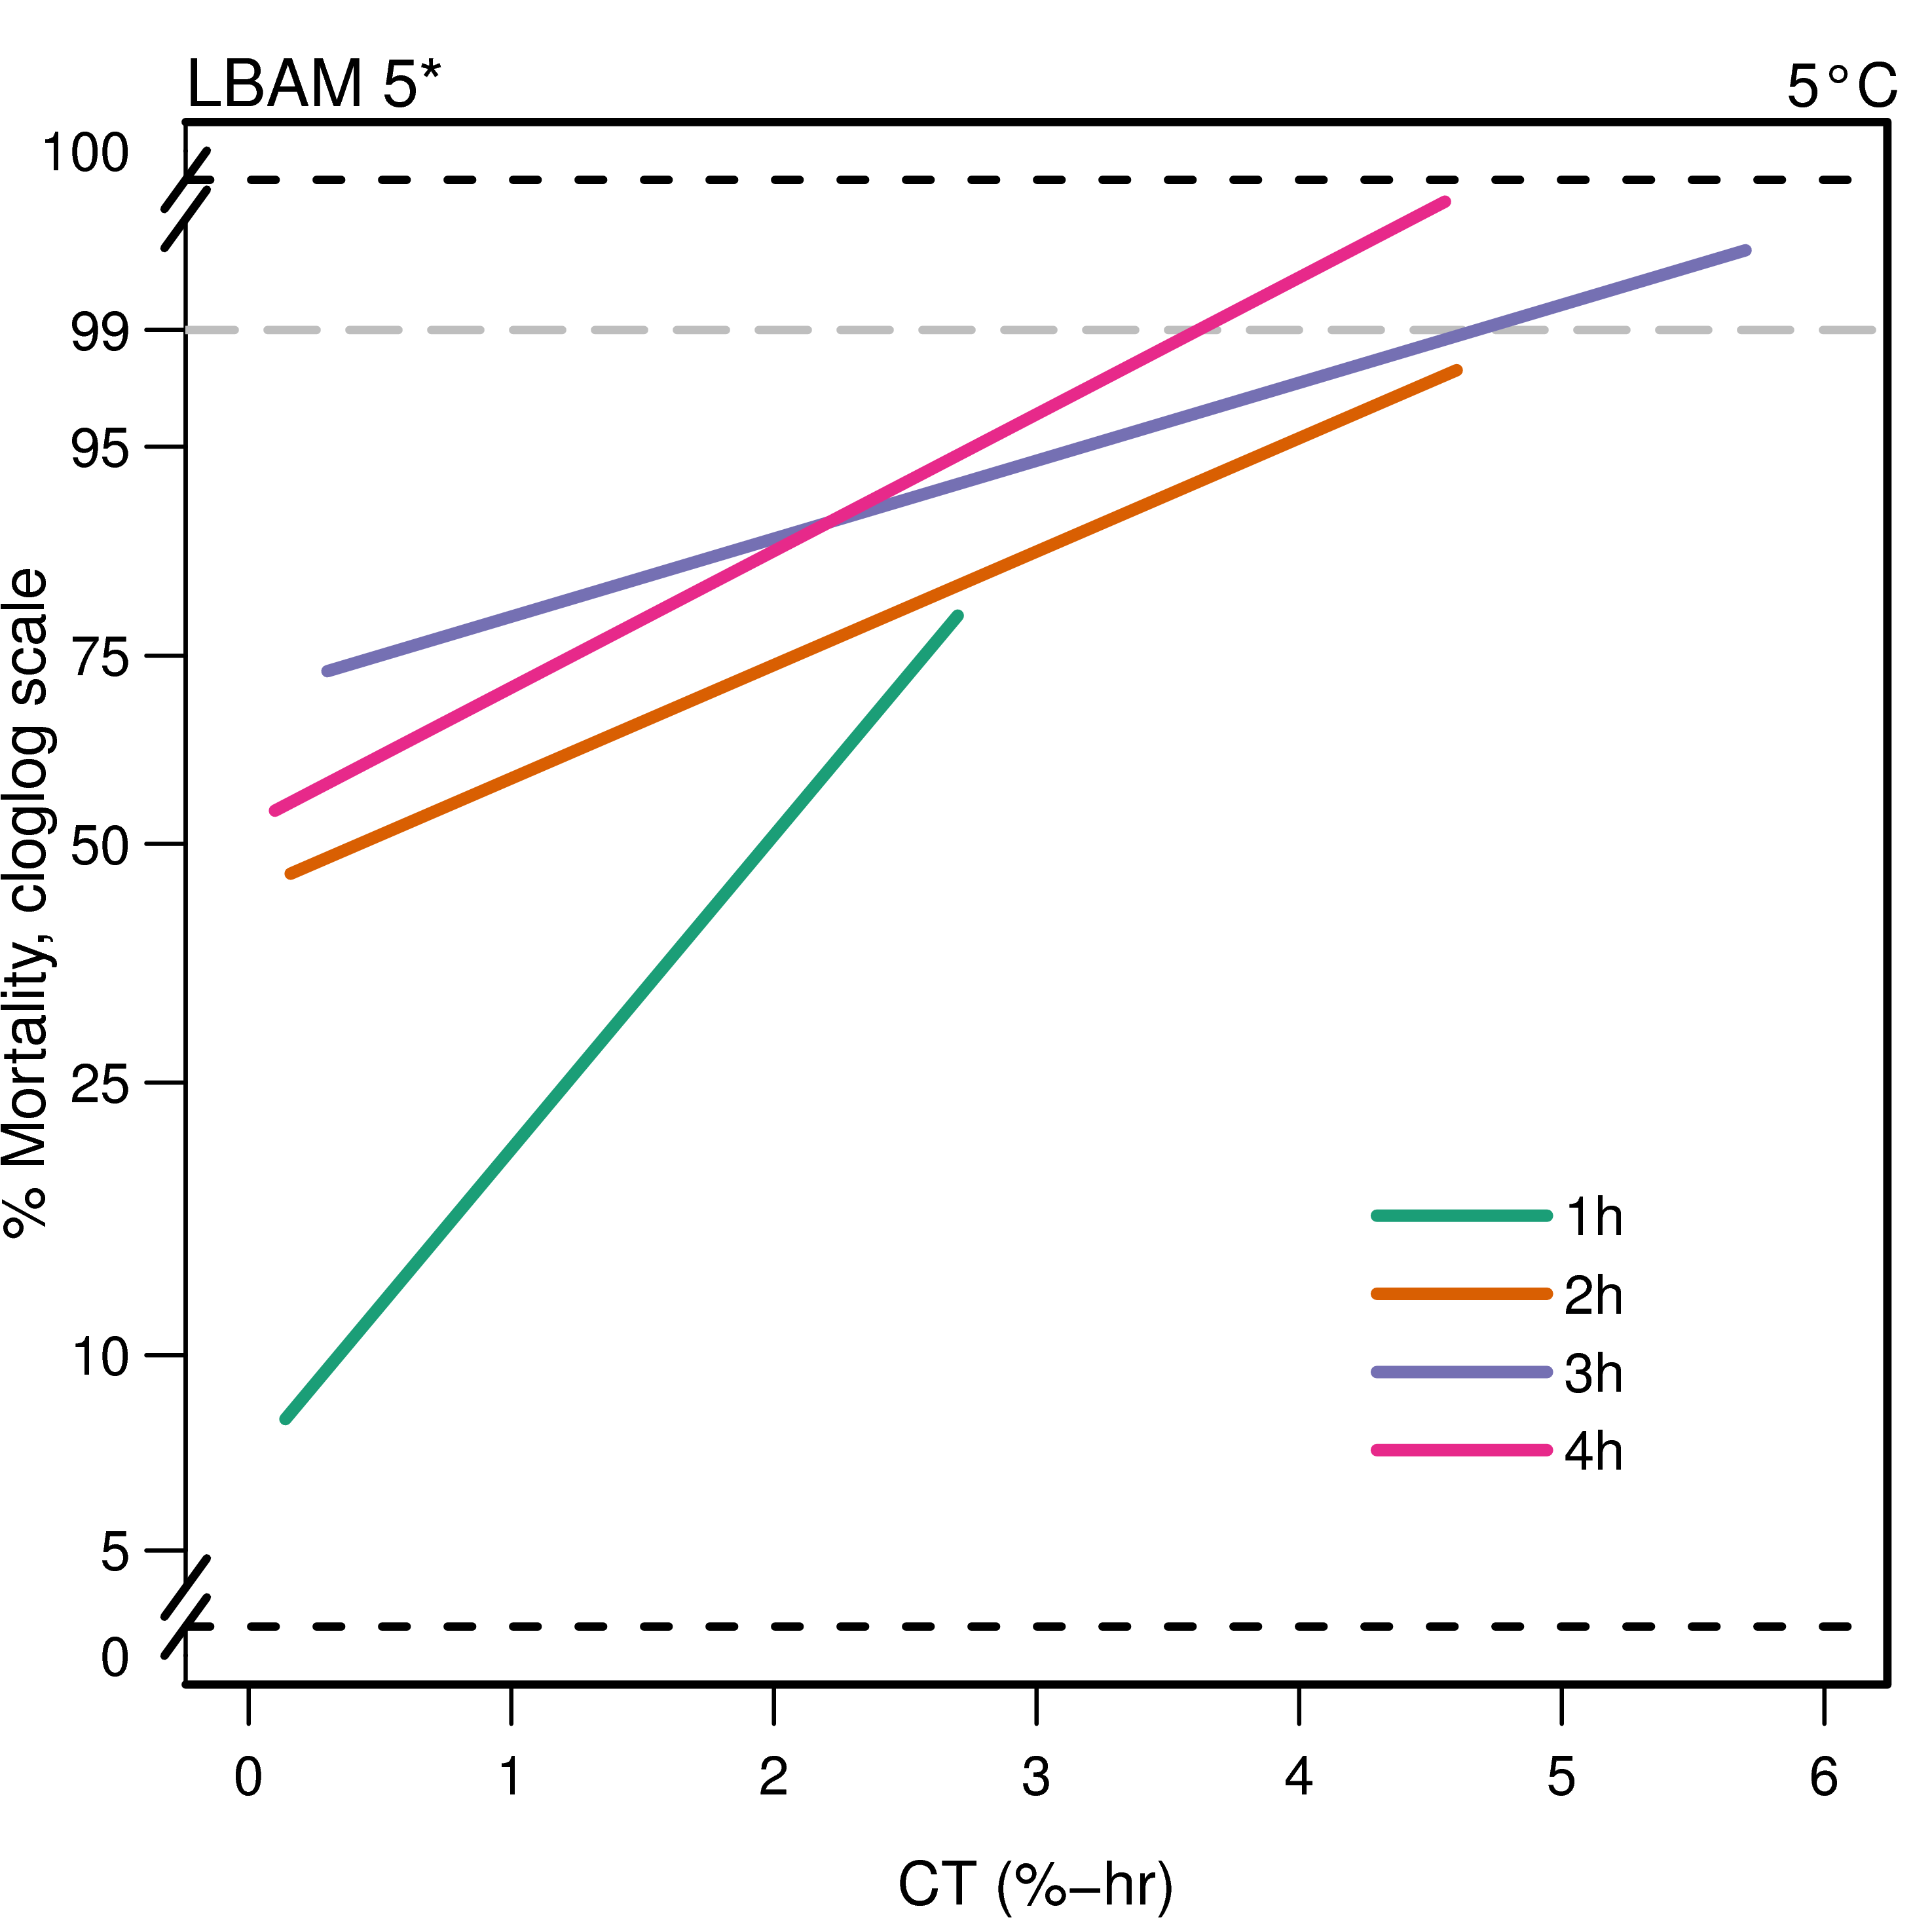 LBAM 5* 5°C
100
99
95
75
50
25
10
5
0
% Mortality, cloglog scale
1h
2h
3h
4h
0 1 2 3 4 5 6
CT (%−hr)